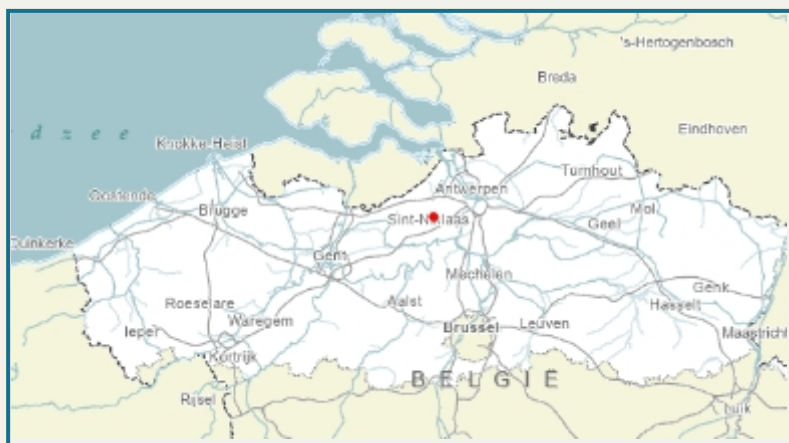 's-Hertogenbosch
Breda
d z e e
Eindhoven
Knokke-Heist
Turnhout
Antwerpen
Oostende
Mol
Brugge
Sint-Niklaas
Geel
Duinkerke
Gent
Mechelen
Genk
Roeselare
Aalst
Hasselt
Waregem
Brussel
Leuven
Ieper
Maastricht
Kortrijk
BELGIË
Rijsel
Luik